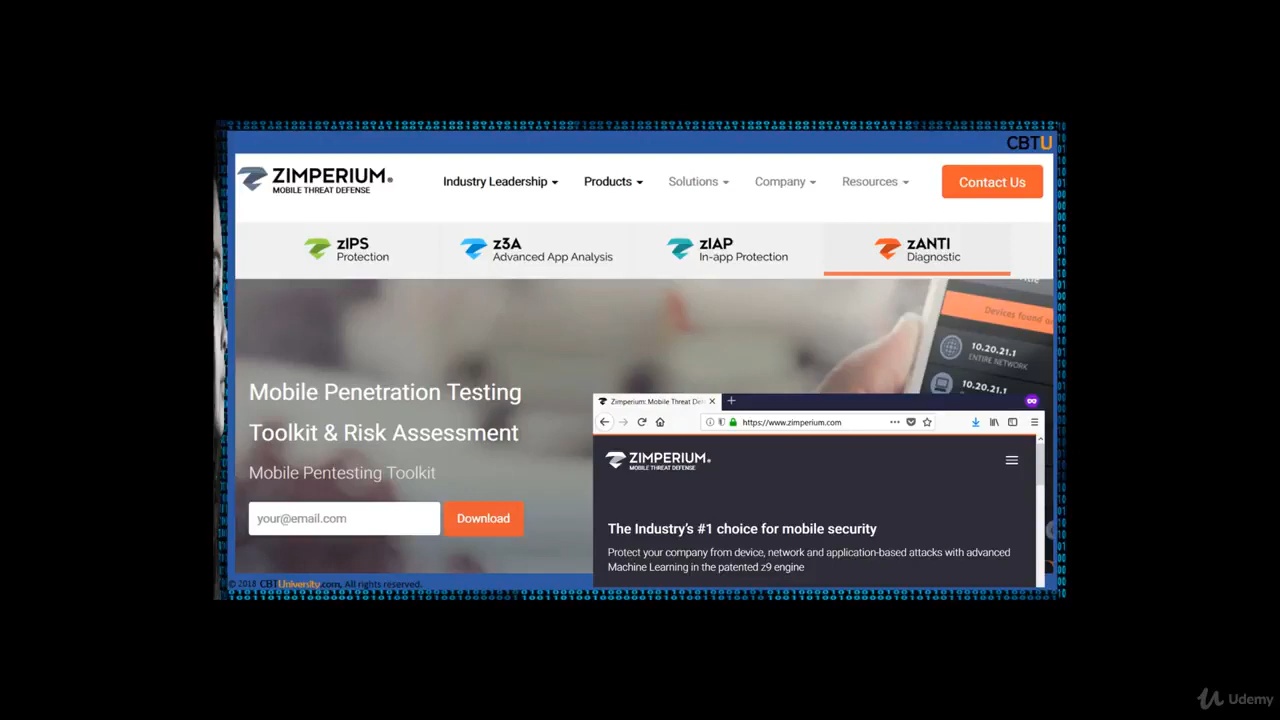 CBTU
ZIMPERIUM®
MOBILE THREAT DEFENSE
Industry Leadership
Products
Solutions
Company
Resources
Contact Us
zIPS
Protection
z3A
Advanced App Analysis
zIAP
In-app Protection
zANTI
Diagnostic
Devices found
10.20.21.1
ENTIRE NETWORK
10.20.21.1
Mobile Penetration Testing
Toolkit & Risk Assessment
Mobile Pentesting Toolkit
your@email.com
Download
Zimperium: Mobile Threat De
https://www.zimperium.com
ZIMPERIUM®
MOBILE THREAT DEFENSE
The Industry's #1 choice for mobile security
Protect your company from device, network and application-based attacks with advanced
Machine Learning in the patented z9 engine
© 2018 CBTUniversity.com, All rights reserved.
Udemy